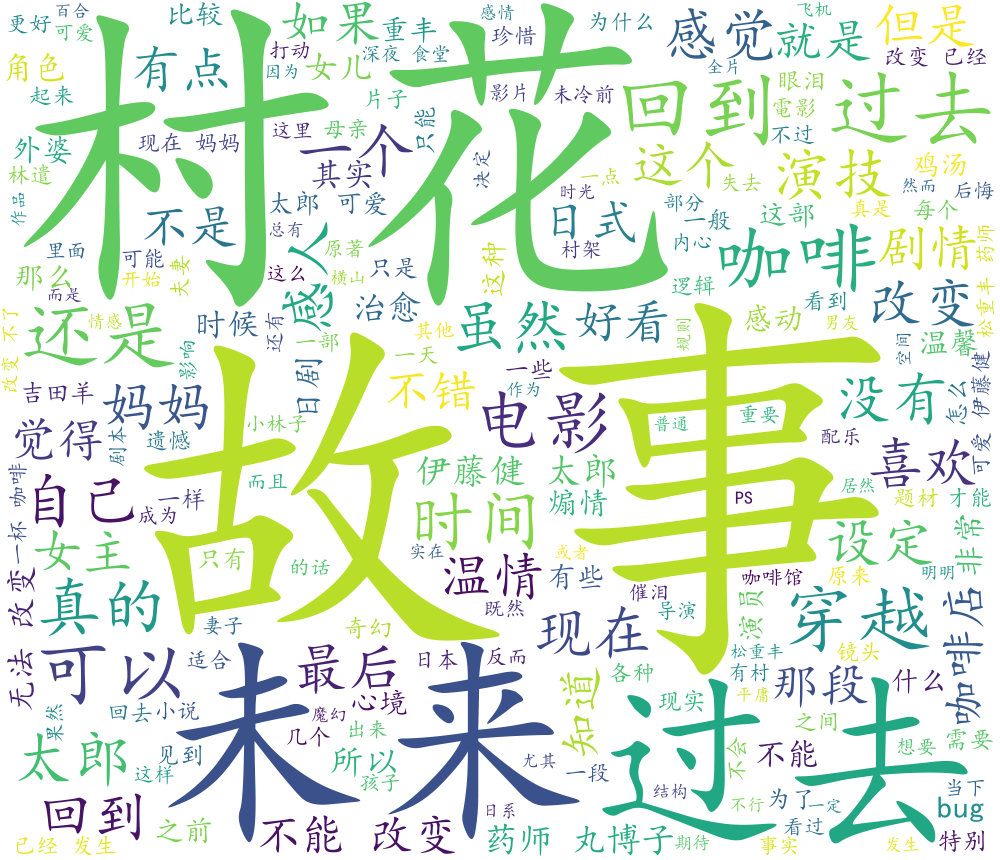 更好 百合 比较 如果 重丰 感情 珍惜 为什么 感觉 飞机 但是
可爱 打动 深夜 食堂 就是 改变 已经
角色 有点 因为 女儿 全片
起来 村花 片子 影片 未冷前 回到 过去 眼泪 電影
外婆 现在 妈妈 这里 母亲 只能 不过
林遣 一个 其实 决定 这个 失去 演技 鸡汤
作品 不是 太郎 可爱 时光 一点 然而 后悔
总有 日式 部分 一般 这部 真是 每个 药师
里面 可能 感人 原著 村架 内心 咖啡 剧情
那么 开始 夫妻 这么 横山 只是 这种 逻辑 看到 改变 松重丰
而是 治愈
还是 情感 时候 还有 一部 其他 虽然 好看 感动 男友 温馨 空间
改变 不了 影响 日剧 一天 一些 规则 伊藤健
吉田羊 妈妈 不错 作为 电影 没有 怎么
觉得 剧本 遗憾 小林子 故事 普通 重要 配乐 喜欢 可爱
自己 一样 而且 伊藤健 太郎 居然
一杯 咖啡 成为 时间 煽情 PS 题材 才能
女主 只有 的话 实在 或者 设定 非常
改变 真的 温情 有些 咖啡馆 原来 明明
妻子 奇幻 既然 催泪 导演 演员 穿越 咖啡店
无法 可以 适合 未来 最后 日本 反而 现在 松重丰 镜头
各种 有村 那段 什么
果然 回去小说 魔幻 心境 知道 现实 平庸
太郎 见到 几个 出来 过去 之间 想要 需要
这样 所以 尤其 一段 不会 不能
孩子 结构 当下
回到 之前 日系 不行 为了 一定 bug
已经 发生 不能 改变 药师 丸博子 期待 事实 看过 发生 特别